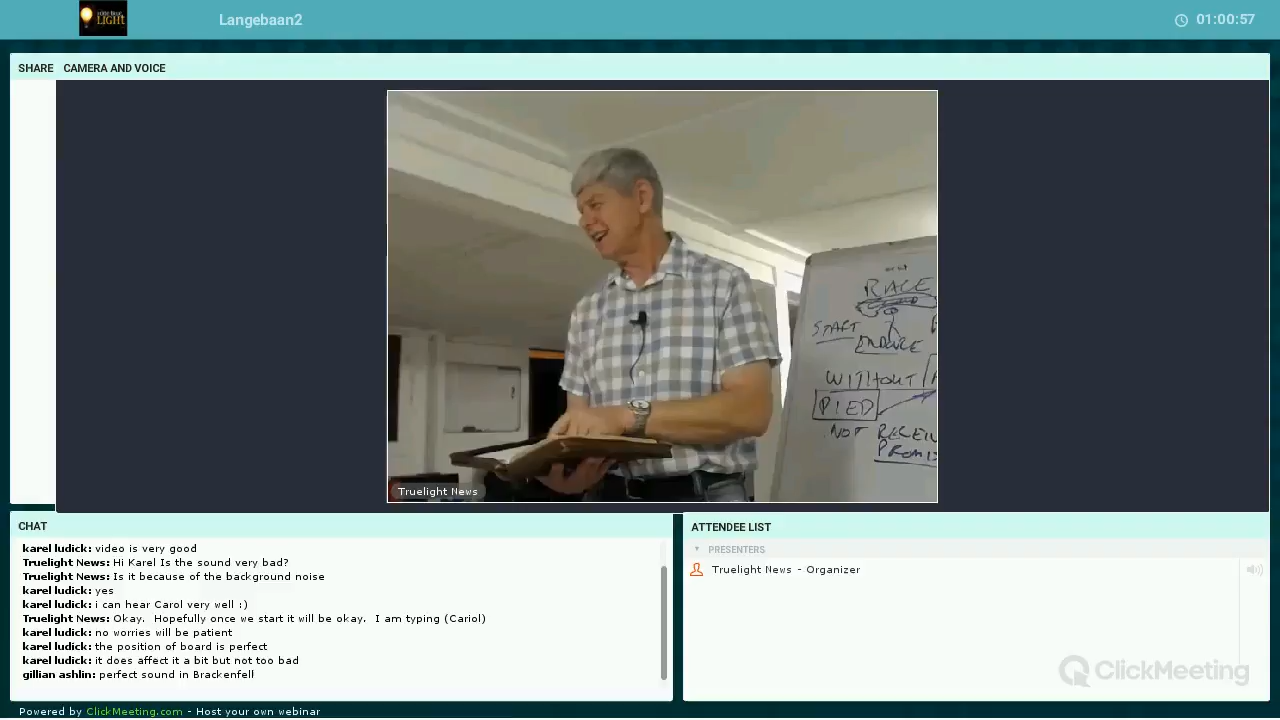 LIGHT
Langebaan2
01:00:57
SHARE CAMERA AND VOICE
RACE
START
ENDURE
WITHOUT
PIED
NOT
Truelight News
CHAT
karel ludick: video is very good
Truelight News: Hi Karel Is the sound very bad?
Truelight News: Is it because of the background noise
karel ludick: yes
karel ludick: i can hear Carol very well :)
Truelight News: Okay. Hopefully once we start it will be okay. I am typing (Cariol)
karel ludick: no worries will be patient
karel ludick: the position of board is perfect
karel ludick: it does affect it a bit but not too bad
gillian ashlin: perfect sound in Brackenfell
ATTENDEE LIST
PRESENTERS
Truelight News - Organizer
ClickMeeting
Powered by ClickMeeting.com - Host your own webinar